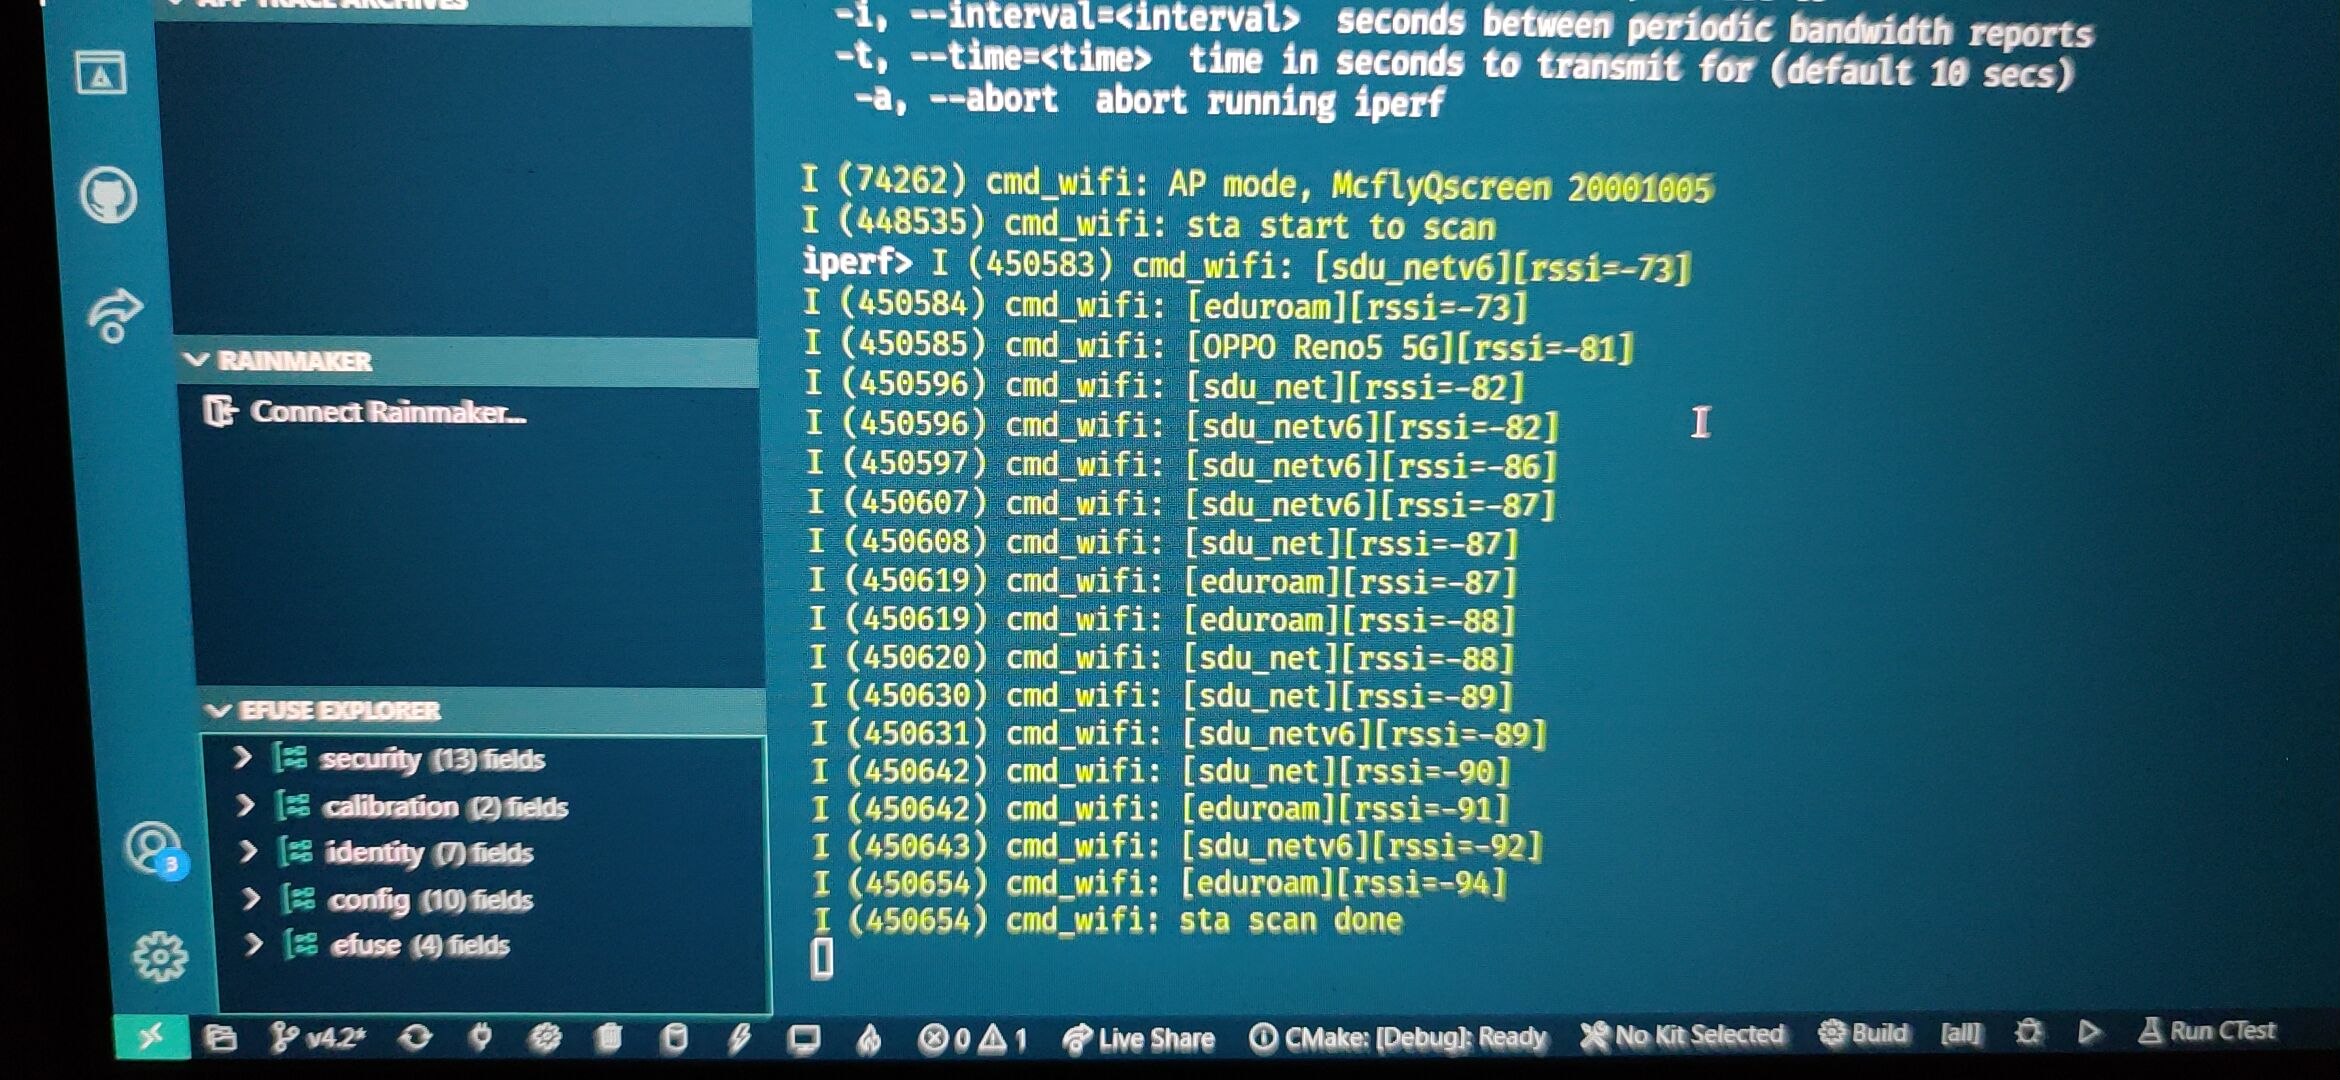 APP TRACE ARCHIVES
RAINMAKER
Connect Rainmaker...
EFUSE EXPLORER
security (13) fields
calibration (2) fields
identity (7) fields
config (10) fields
efuse (4) fields
3
-i, --interval=<interval>  seconds between periodic bandwidth reports
-t, --time=<time>  time in seconds to transmit for (default 10 secs)
-a, --abort  abort running iperf
I (74262) cmd_wifi: AP mode, McflyQscreen 20001005
I (448535) cmd_wifi: sta start to scan
iperf> I (450583) cmd_wifi: [sdu_netv6][rssi=-73]
I (450584) cmd_wifi: [eduroam][rssi=-73]
I (450585) cmd_wifi: [OPPO Reno5 5G][rssi=-81]
I (450596) cmd_wifi: [sdu_net][rssi=-82]
I (450596) cmd_wifi: [sdu_netv6][rssi=-82]
I (450597) cmd_wifi: [sdu_netv6][rssi=-86]
I (450607) cmd_wifi: [sdu_netv6][rssi=-87]
I (450608) cmd_wifi: [sdu_net][rssi=-87]
I (450619) cmd_wifi: [eduroam][rssi=-87]
I (450619) cmd_wifi: [eduroam][rssi=-88]
I (450620) cmd_wifi: [sdu_net][rssi=-88]
I (450630) cmd_wifi: [sdu_net][rssi=-89]
I (450631) cmd_wifi: [sdu_netv6][rssi=-89]
I (450642) cmd_wifi: [sdu_net][rssi=-90]
I (450642) cmd_wifi: [eduroam][rssi=-91]
I (450643) cmd_wifi: [sdu_netv6][rssi=-92]
I (450654) cmd_wifi: [eduroam][rssi=-94]
I (450654) cmd_wifi: sta scan done
v4.2* 0 1 Live Share CMake: [Debug]: Ready No Kit Selected Build [all] Run CTest